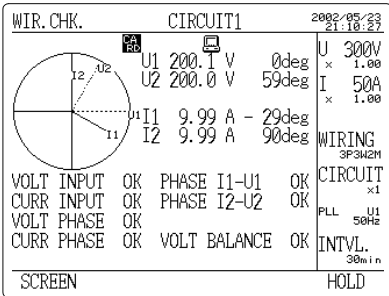 WIR.CHK. CIRCUIT1 2002/05/23
21:10:27
CA
RD
U1 200.1 V 0deg
U2 200.0 V 59deg
I1 9.99 A - 29deg
I2 9.99 A 90deg
I2 U2
U1
I1
VOLT INPUT OK PHASE I1-U1 OK
CURR INPUT OK PHASE I2-U2 OK
VOLT PHASE OK
CURR PHASE OK VOLT BALANCE OK
U 300V
× 1.00
I 50A
× 1.00
WIRING
3P3W2M
CIRCUIT
×1
PLL U1
50Hz
INTVL.
30min
SCREEN HOLD